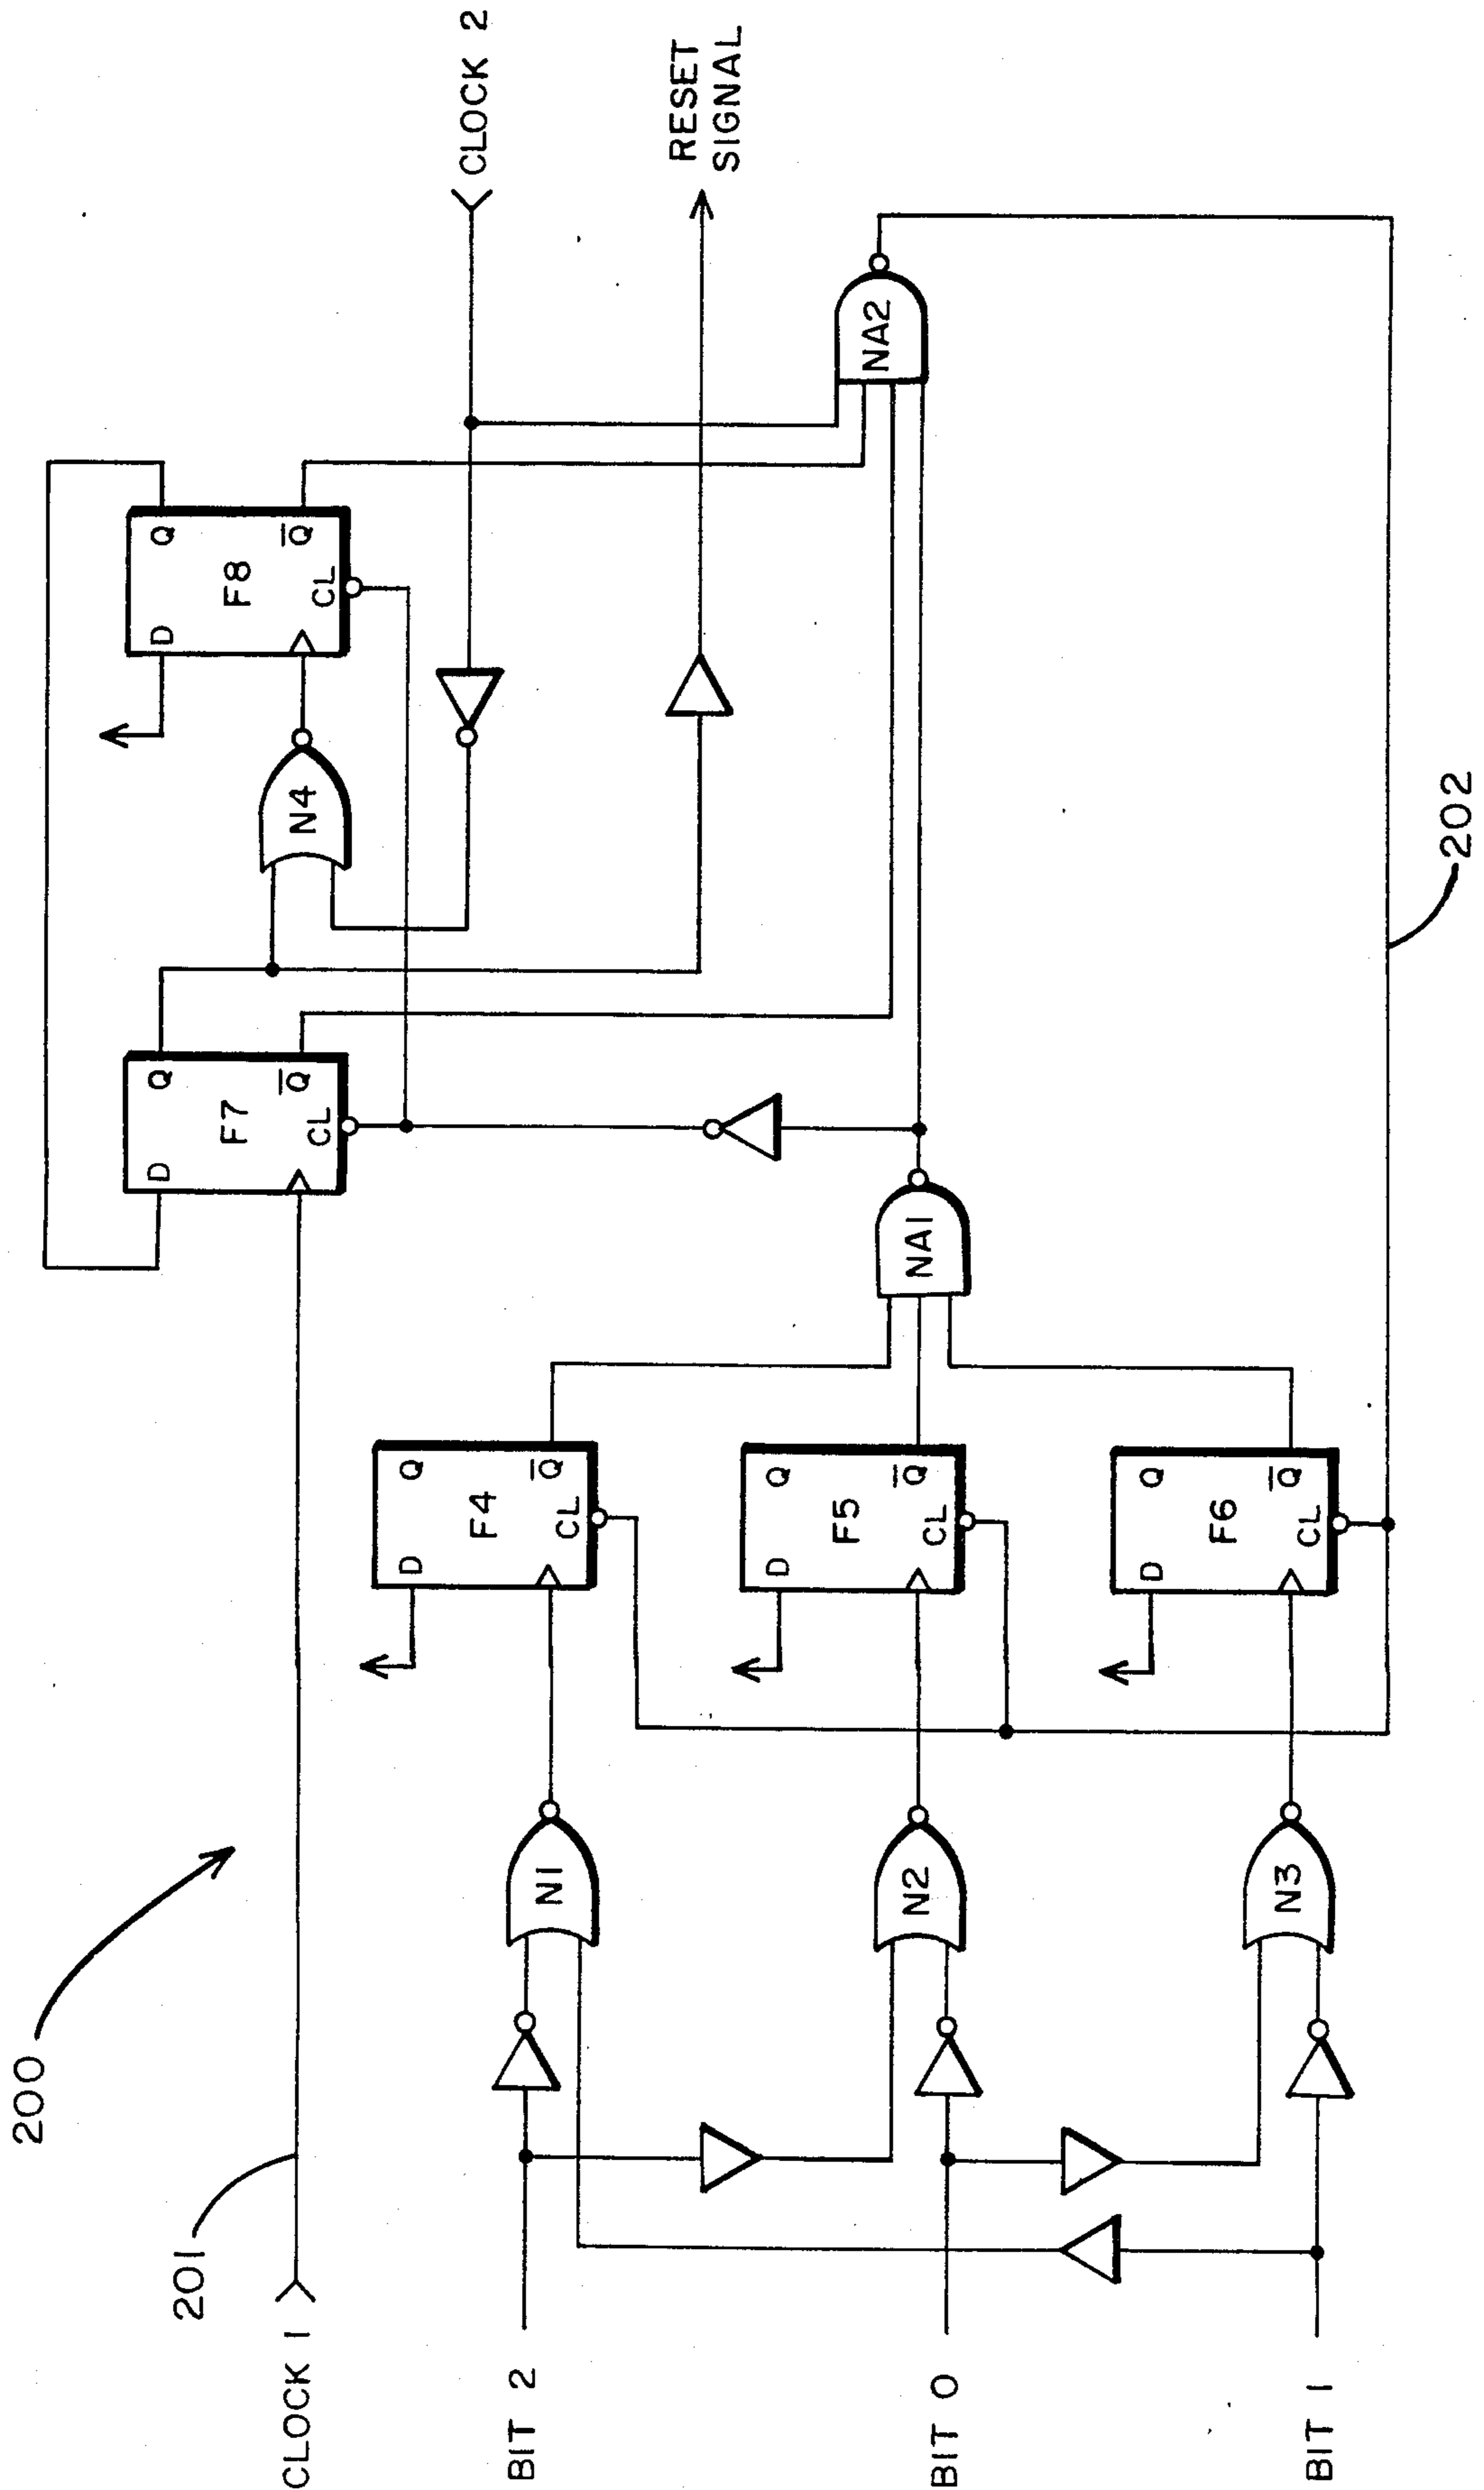 200
201
CLOCK 1
D
Q
F7
Q
CL
N4
D
Q
F8
Q
CL
CLOCK 2
RESET
SIGNAL
BIT 2
N1
D
Q
F4
Q
CL
BIT 0
N2
D
Q
F5
Q
CL
NA1
NA2
BIT 1
N3
D
Q
F6
Q
CL
202